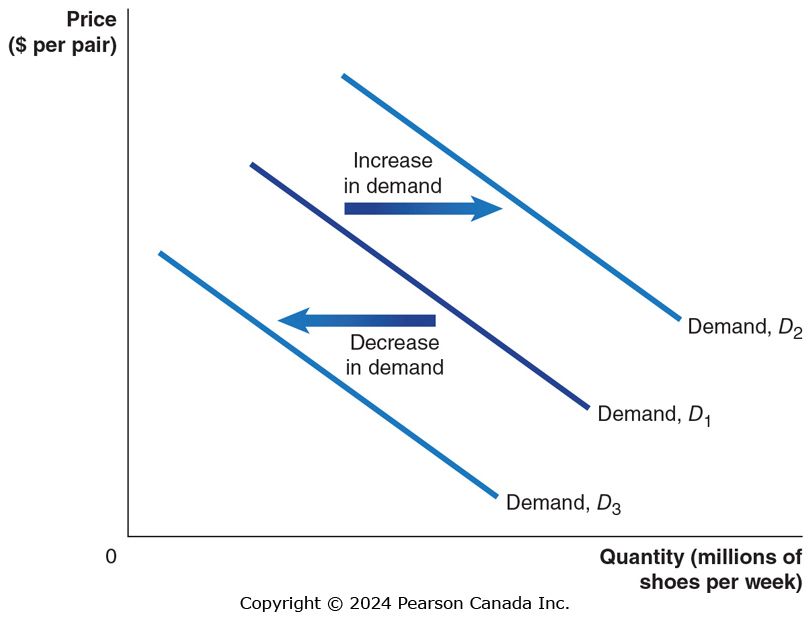 Price
($ per pair)
Increase
in demand
Decrease
in demand
Demand, D₂
Demand, D₁
Demand, D₃
0
Quantity (millions of
shoes per week)
Copyright © 2024 Pearson Canada Inc.